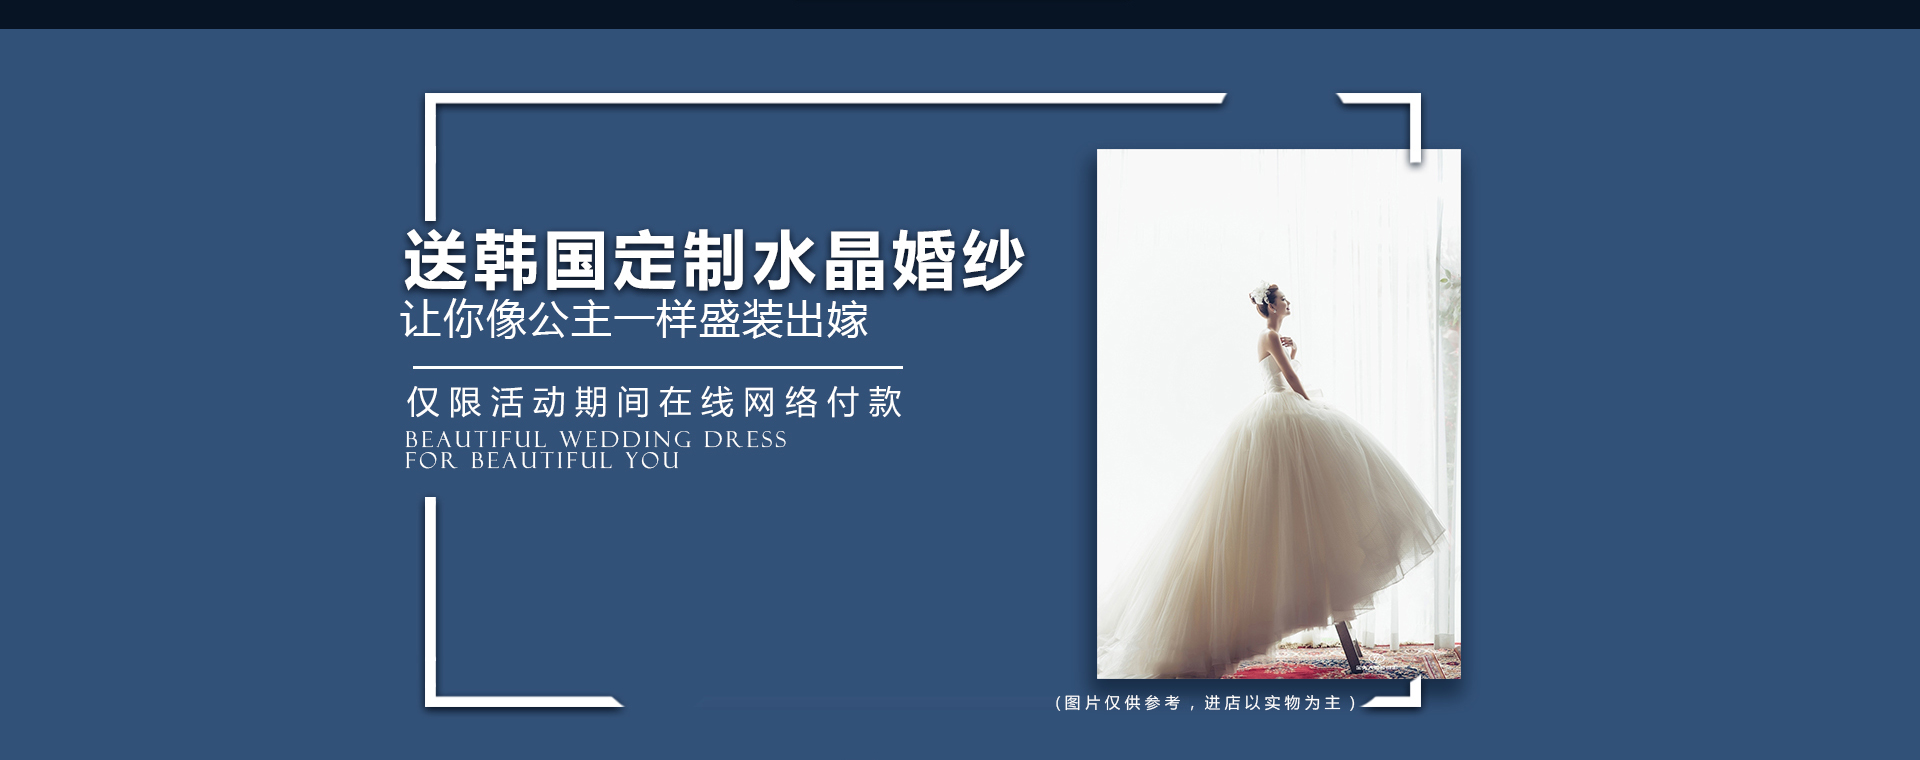 送韩国定制水晶婚纱
让你像公主一样盛装出嫁
仅限活动期间在线网络付款
BEAUTIFUL WEDDING DRESS
FOR BEAUTIFUL YOU
(图片仅供参考，进店以实物为主)